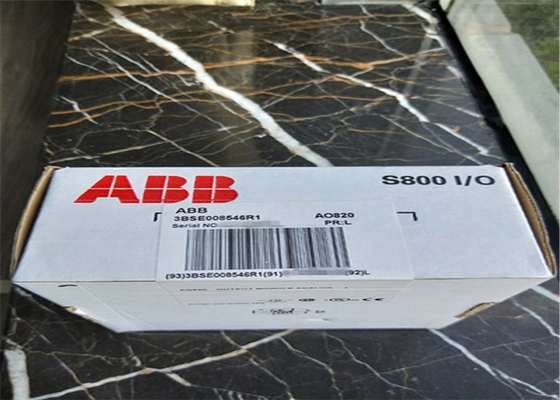 ABB
S800 I/O
ABB
3BSE008546R1 AO820
Serial NO PR:L
(93)3BSE008546R1(91) (92)L